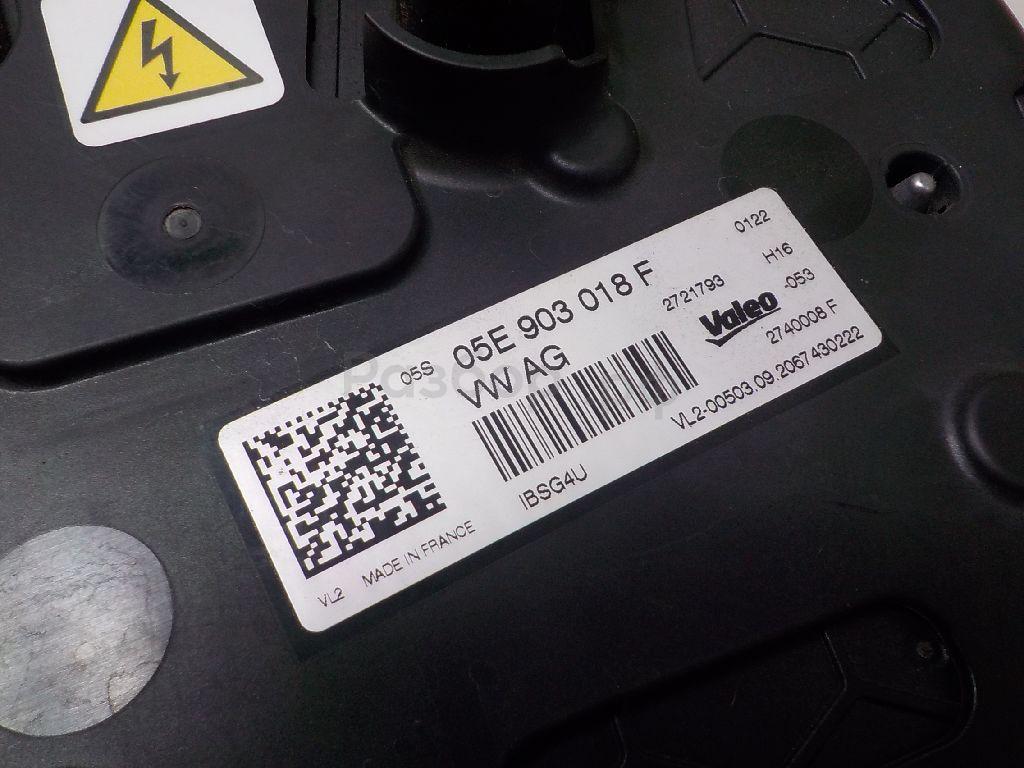 05S 05E 903 018 F
VW AG
IBSG4U
VL2 MADE IN FRANCE
0122
2721793 H16
Valeo -053
2740008 F
VL2-00503.09.2067430222